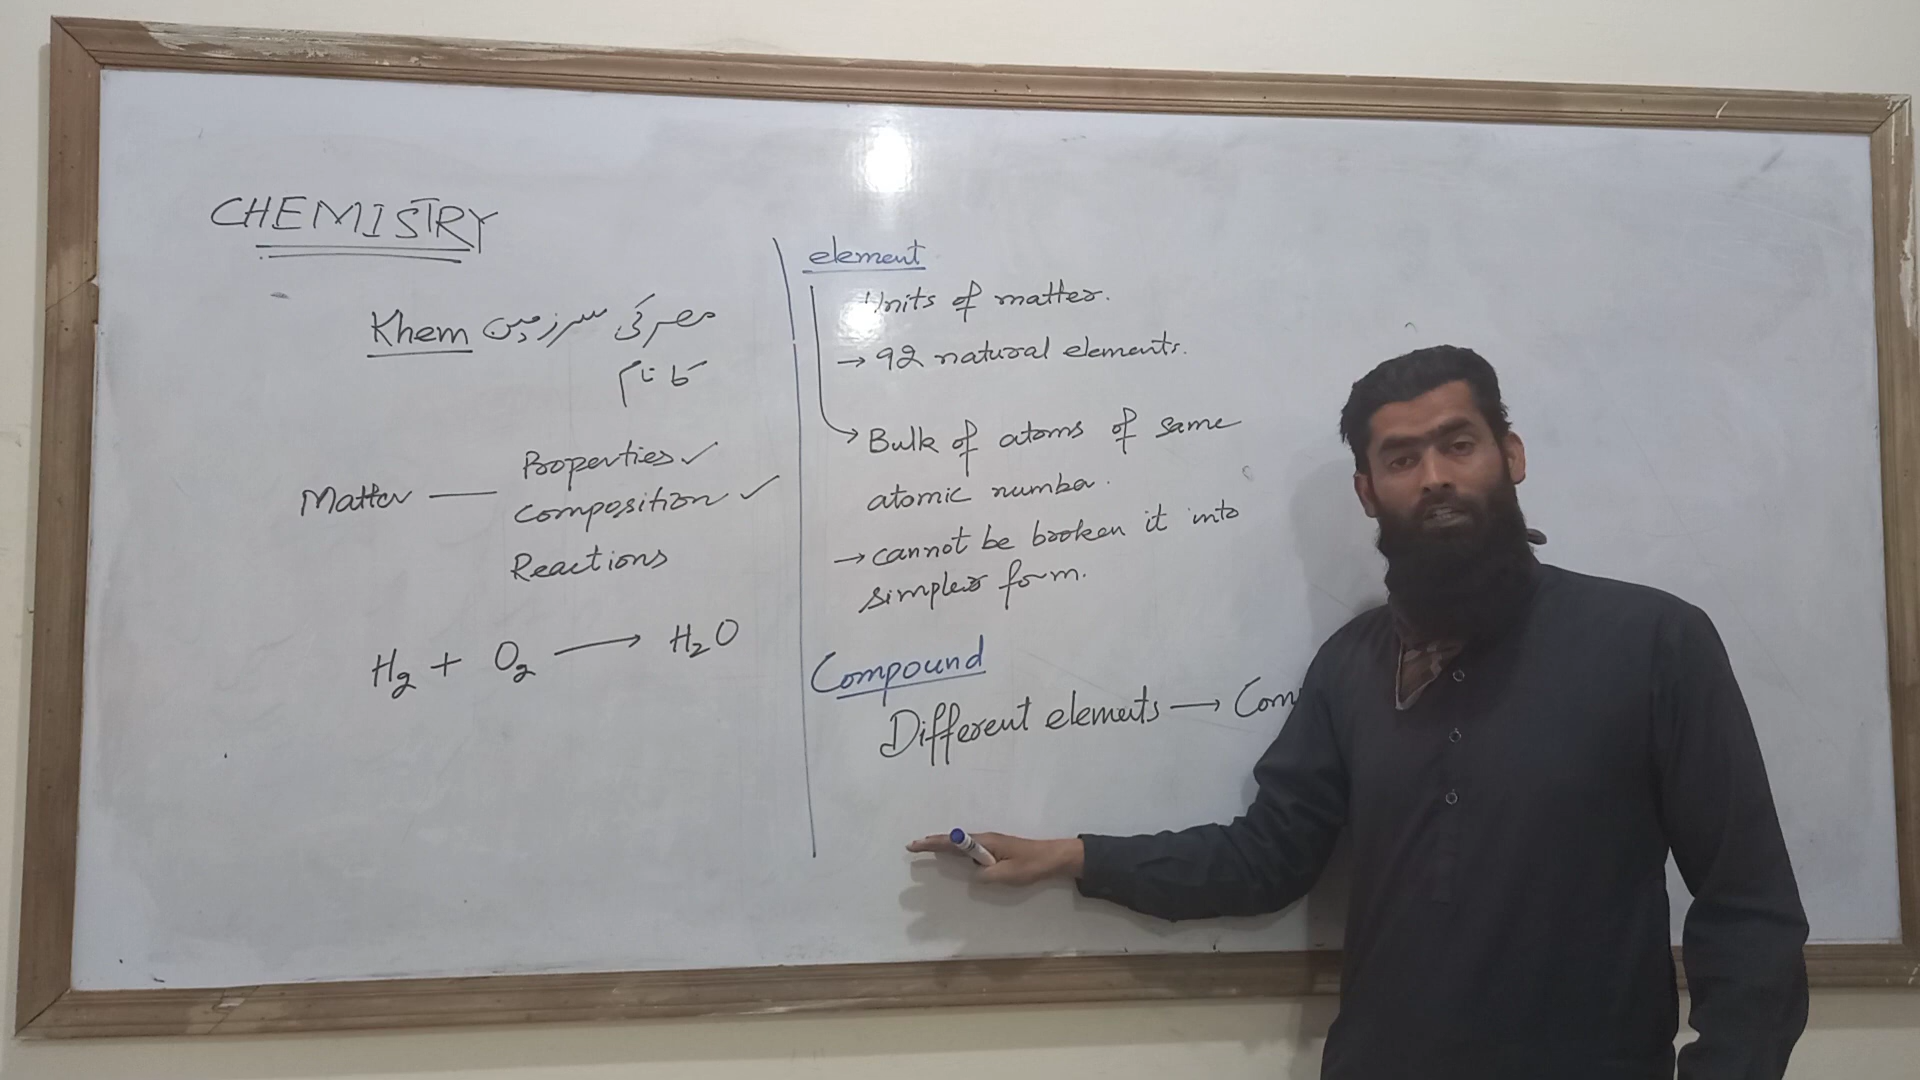 CHEMISTRY
Khem مصر کی سرزمین
کا نام
Matter — Properties ✓
Composition ✓
Reactions
H₂ + O₂ ⟶ H₂O
element
Units of matter.
→ 92 natural elements.
→ Bulk of atoms of same
atomic number.
→ cannot be broken it into
simpler form.
Compound
Different elements →